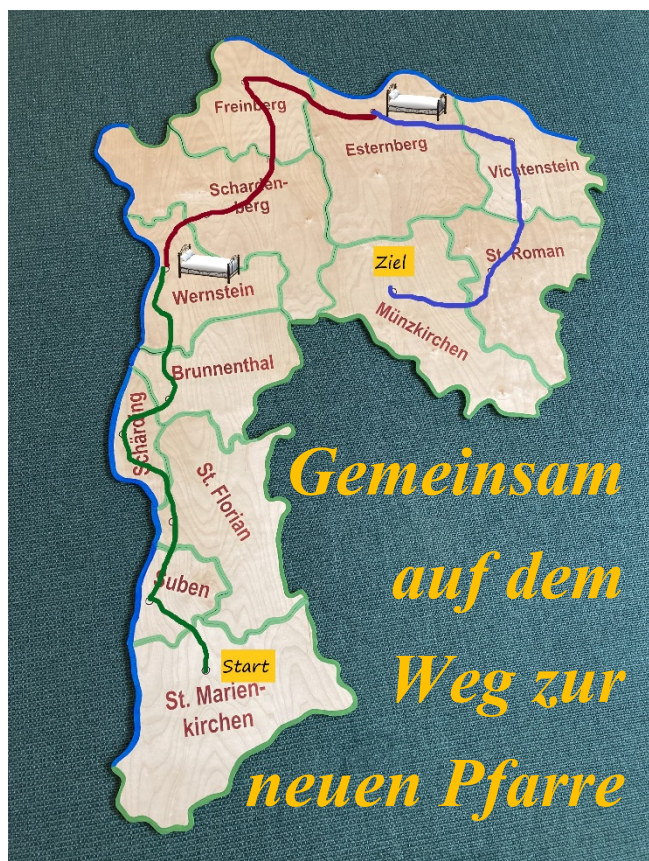 Freinberg
Esternberg
Vichtenstein
Scharden-
berg
St. Roman
Ziel
Wernstein
Münzkirchen
Brunnenthal
Schärding
St. Florian
Suben
Start
St. Marien-
kirchen
Gemeinsam
auf dem
Weg zur
neuen Pfarre